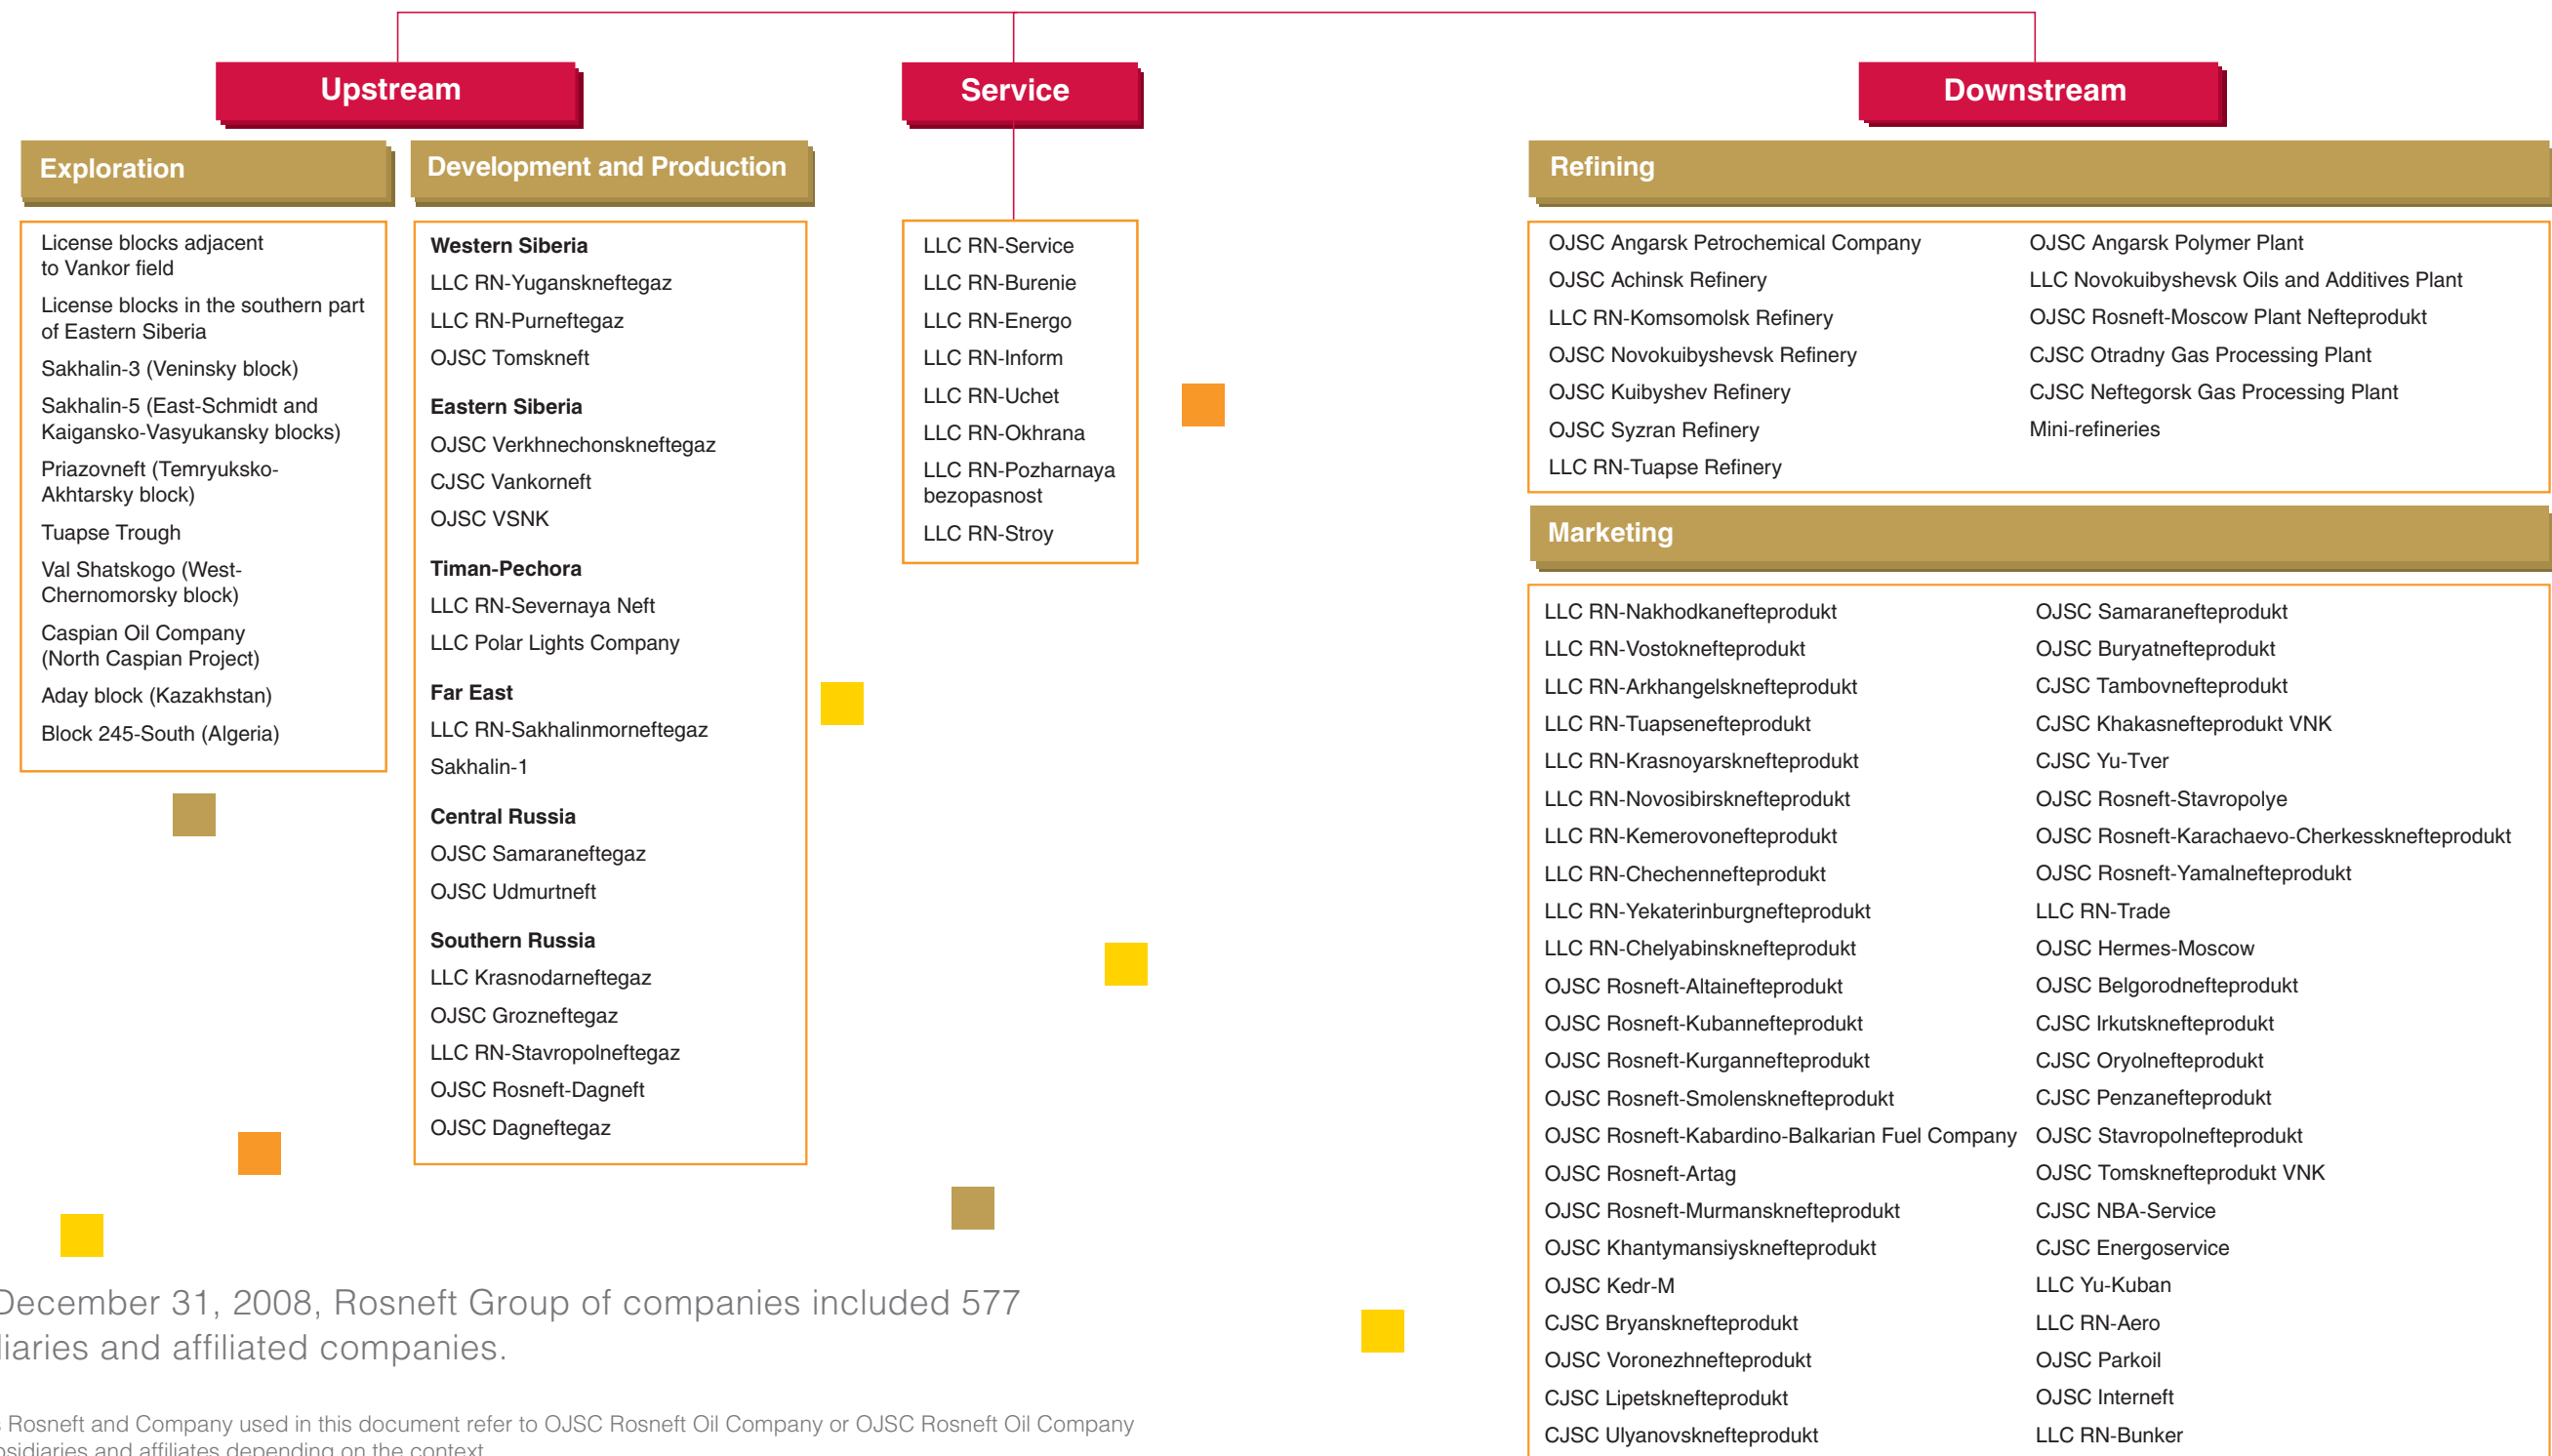 Upstream
Service
Downstream
Exploration
License blocks adjacent
to Vankor field
License blocks in the southern part
of Eastern Siberia
Sakhalin-3 (Veninsky block)
Sakhalin-5 (East-Schmidt and
Kaigansko-Vasyukansky blocks)
Priazovneft (Temryuksko-
Akhtarsky block)
Tuapse Trough
Val Shatskogo (West-
Chernomorsky block)
Caspian Oil Company
(North Caspian Project)
Aday block (Kazakhstan)
Block 245-South (Algeria)
Development and Production
Western Siberia
LLC RN-Yuganskneftegaz
LLC RN-Purneftegaz
OJSC Tomskneft
Eastern Siberia
OJSC Verkhnechonskneftegaz
CJSC Vankorneft
OJSC VSNK
Timan-Pechora
LLC RN-Severnaya Neft
LLC Polar Lights Company
Far East
LLC RN-Sakhalinmorneftegaz
Sakhalin-1
Central Russia
OJSC Samaraneftegaz
OJSC Udmurtneft
Southern Russia
LLC Krasnodarneftegaz
OJSC Grozneftegaz
LLC RN-Stavropolneftegaz
OJSC Rosneft-Dagneft
OJSC Dagneftegaz
LLC RN-Service
LLC RN-Burenie
LLC RN-Energo
LLC RN-Inform
LLC RN-Uchet
LLC RN-Okhrana
LLC RN-Pozharnaya
bezopasnost
LLC RN-Stroy
Refining
OJSC Angarsk Petrochemical Company
OJSC Achinsk Refinery
LLC RN-Komsomolsk Refinery
OJSC Novokuibyshevsk Refinery
OJSC Kuibyshev Refinery
OJSC Syzran Refinery
LLC RN-Tuapse Refinery
OJSC Angarsk Polymer Plant
LLC Novokuibyshevsk Oils and Additives Plant
OJSC Rosneft-Moscow Plant Nefteprodukt
CJSC Otradny Gas Processing Plant
CJSC Neftegorsk Gas Processing Plant
Mini-refineries
Marketing
LLC RN-Nakhodkanefteprodukt
LLC RN-Vostoknefteprodukt
LLC RN-Arkhangelsknefteprodukt
LLC RN-Tuapsenefteprodukt
LLC RN-Krasnoyarsknefteprodukt
LLC RN-Novosibirsknefteprodukt
LLC RN-Kemerovonefteprodukt
LLC RN-Chechennefteprodukt
LLC RN-Yekaterinburgnefteprodukt
LLC RN-Chelyabinsknefteprodukt
OJSC Rosneft-Altainefteprodukt
OJSC Rosneft-Kubannefteprodukt
OJSC Rosneft-Kurgannefteprodukt
OJSC Rosneft-Smolensknefteprodukt
OJSC Rosneft-Kabardino-Balkarian Fuel Company
OJSC Rosneft-Artag
OJSC Rosneft-Murmansknefteprodukt
OJSC Khantymansiysknefteprodukt
OJSC Kedr-M
CJSC Bryansknefteprodukt
OJSC Voronezhnefteprodukt
CJSC Lipetsknefteprodukt
CJSC Ulyanovsknefteprodukt
OJSC Samaranefteprodukt
OJSC Buryatnefteprodukt
CJSC Tambovnefteprodukt
CJSC Khakasnefteprodukt VNK
CJSC Yu-Tver
OJSC Rosneft-Stavropolye
OJSC Rosneft-Karachaevo-Cherkessknefteprodukt
OJSC Rosneft-Yamalnefteprodukt
LLC RN-Trade
OJSC Hermes-Moscow
OJSC Belgorodnefteprodukt
CJSC Irkutsknefteprodukt
CJSC Oryolnefteprodukt
CJSC Penzanefteprodukt
OJSC Stavropolnefteprodukt
OJSC Tomsknefteprodukt VNK
CJSC NBA-Service
CJSC Energoservice
LLC Yu-Kuban
LLC RN-Aero
OJSC Parkoil
OJSC Interneft
LLC RN-Bunker
December 31, 2008, Rosneft Group of companies included 577
liaries and affiliated companies.
s Rosneft and Company used in this document refer to OJSC Rosneft Oil Company or OJSC Rosneft Oil Company
sidiaries and affiliates depending on the context.